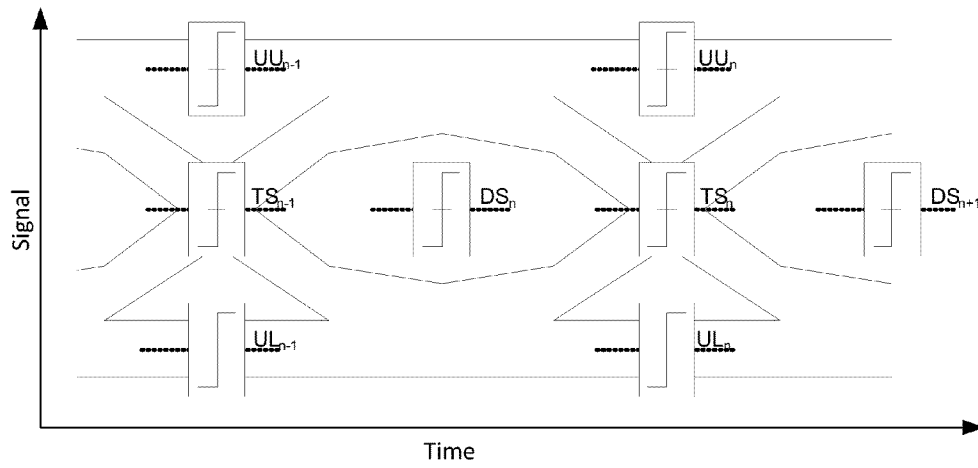 UUn-1
UUn
TSn-1
DSn
TSn
DSn+1
Signal
ULn-1
ULn
Time